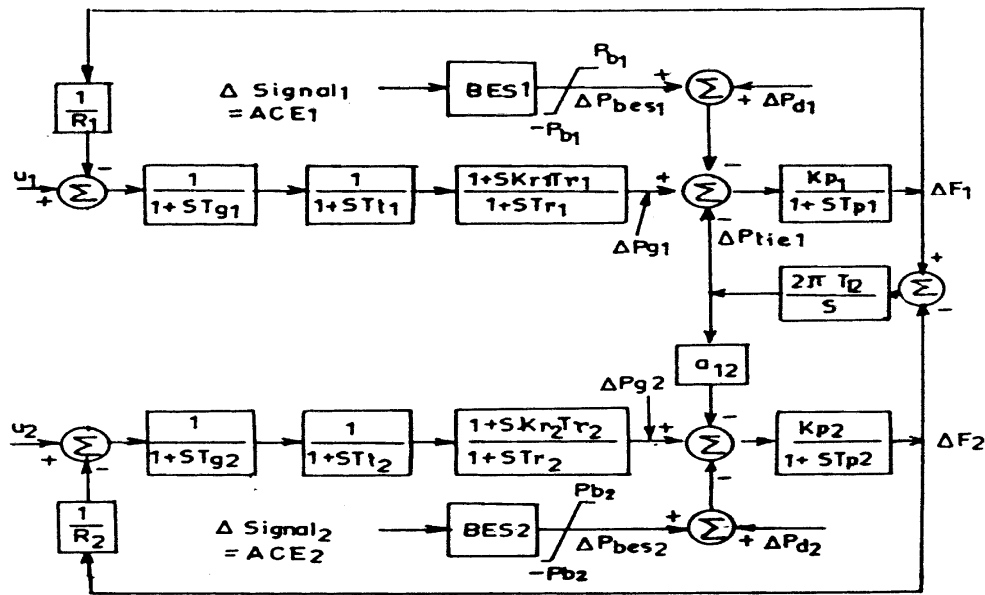 1
R1
Δ Signal1
= ACE1
BES1
Pb1
-Pb1
ΔPbes1
+
Σ
+ ΔPd1
u1
+
Σ
-
1
1+STg1
1
1+STt1
1+SKr1Tr1
1+STr1
+
ΔPg1
-
Σ
-
ΔPtie1
Kp1
1+STp1
ΔF1
+
2π T12
S
Σ
-
a12
ΔPg2
u2
+
Σ
-
1
1+STg2
1
1+STt2
1+S.Kr2Tr2
1+STr2
+
-
Σ
-
Kp2
1+ STp2
ΔF2
1
R2
Δ Signal2
= ACE2
BES2
Pb2
-Pb2
ΔPbes2
+
Σ
+ ΔPd2